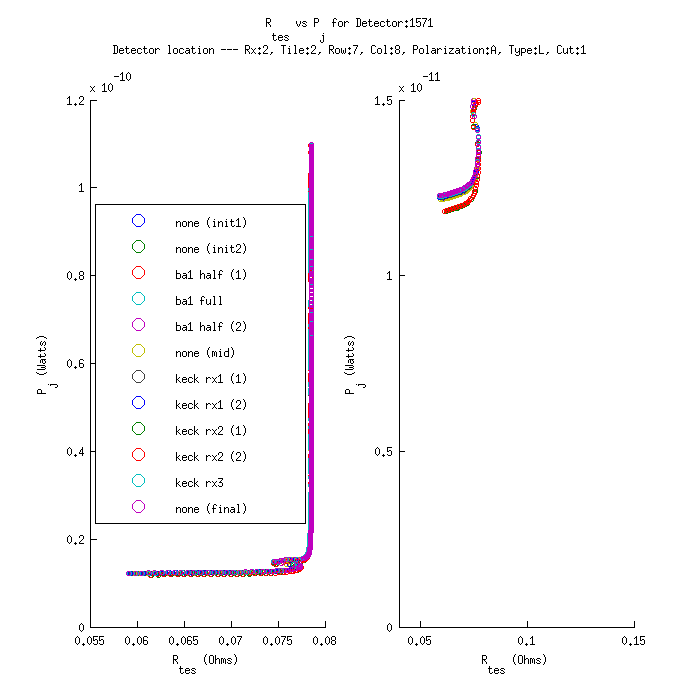 R tes vs P j for Detector:1571
Detector location --- Rx:2, Tile:2, Row:7, Col:8, Polarization:A, Type:L, Cut:1
x 10^-10
1.2
1
0.8
0.6
0.4
0.2
0
0.055 0.06 0.065 0.07 0.075 0.08
P j (Watts)
R tes (Ohms)
none (init1)
none (init2)
ba1 half (1)
ba1 full
ba1 half (2)
none (mid)
keck rx1 (1)
keck rx1 (2)
keck rx2 (1)
keck rx2 (2)
keck rx3
none (final)
x 10^-11
1.5
1
0.5
0
0.05 0.1 0.15
P j (Watts)
R tes (Ohms)